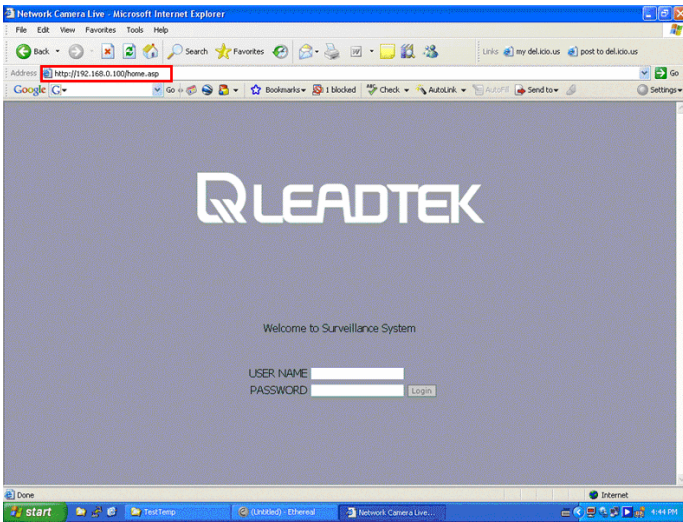 Network Camera Live - Microsoft Internet Explorer
File Edit View Favorites Tools Help
Back Search Favorites Links my del.icio.us post to del.icio.us
Address http://192.168.0.100/home.asp Go
Google G Go Bookmarks 1 blocked ABC Check AutoLink AutoFill Send to Settings
LEADTEK
Welcome to Surveillance System
USER NAME
PASSWORD Login
Done Internet
start TestTemp (Untitled) - Ethereal Network Camera Live... 4:44 PM